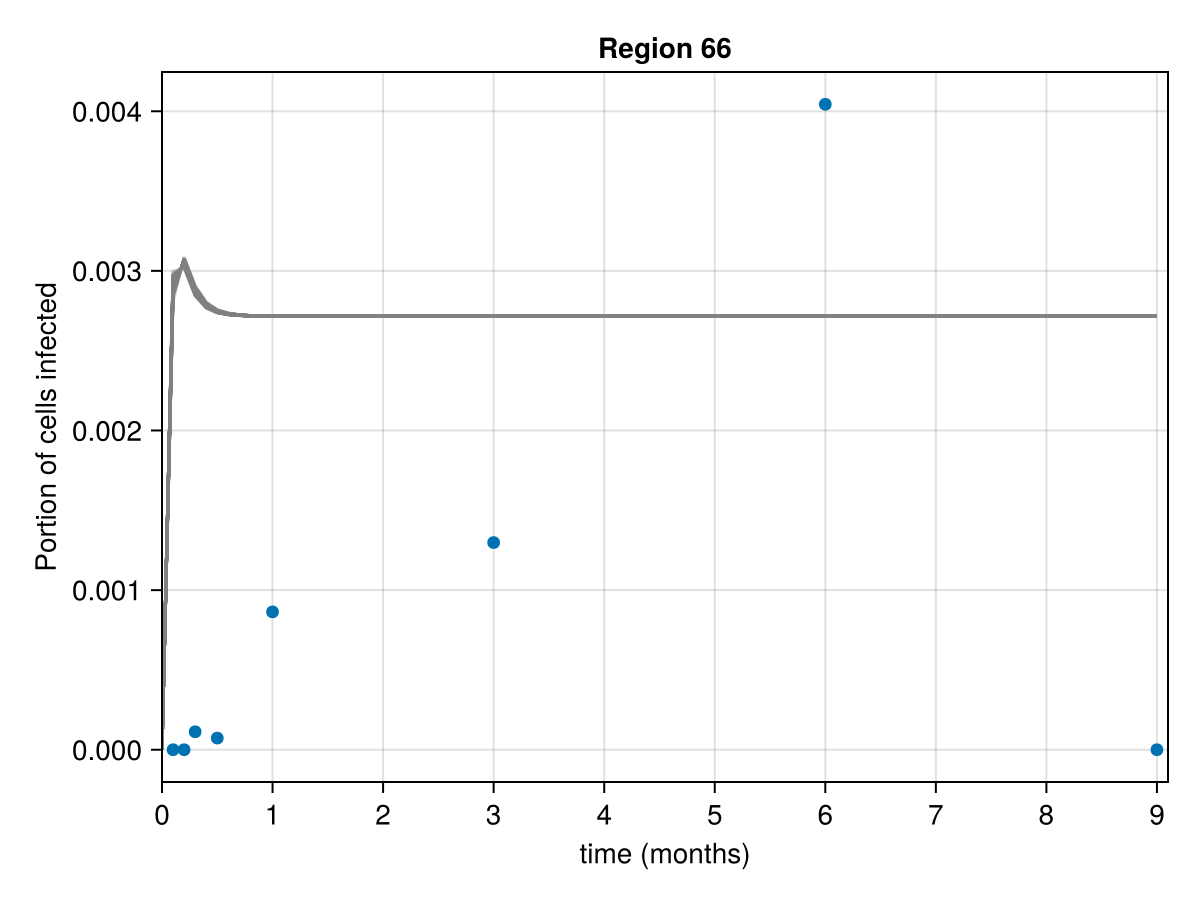 Region 66
Portion of cells infected
0.004
0.003
0.002
0.001
0.000
0 1 2 3 4 5 6 7 8 9
time (months)